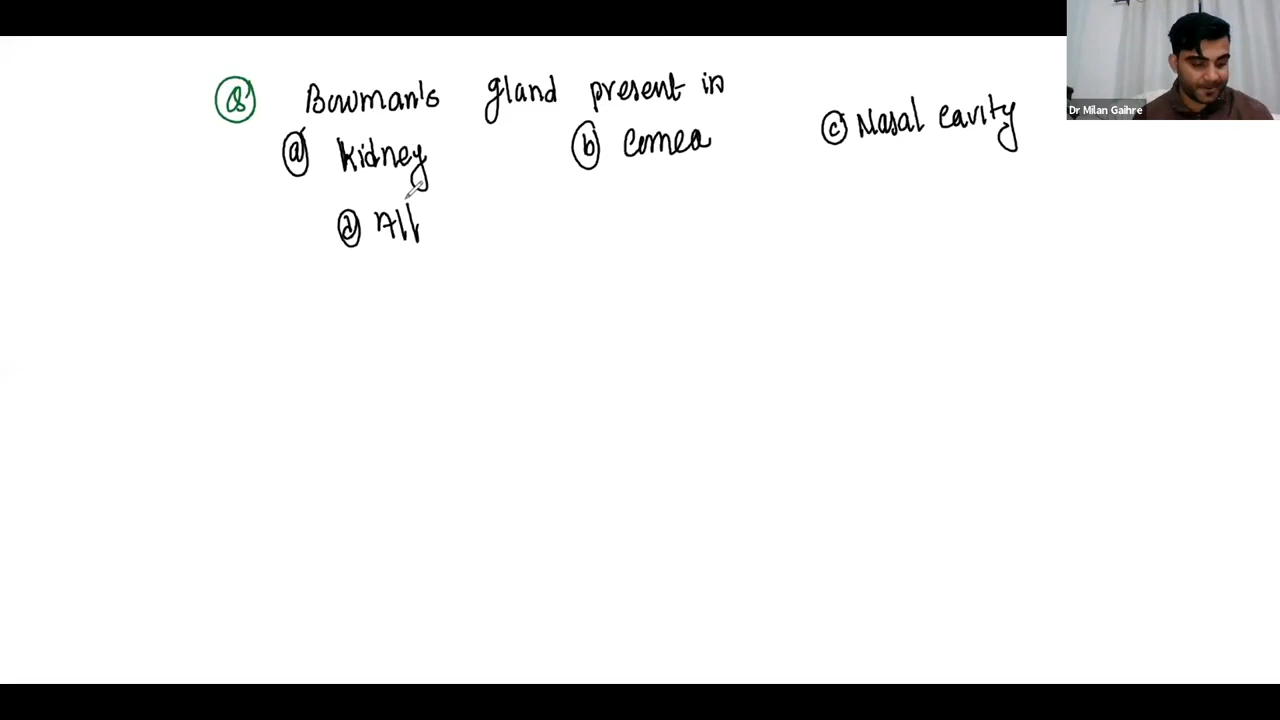 Q Bowman's gland present in
a Kidney b Cornea c Nasal cavity
d All
Dr Milan Gaihre